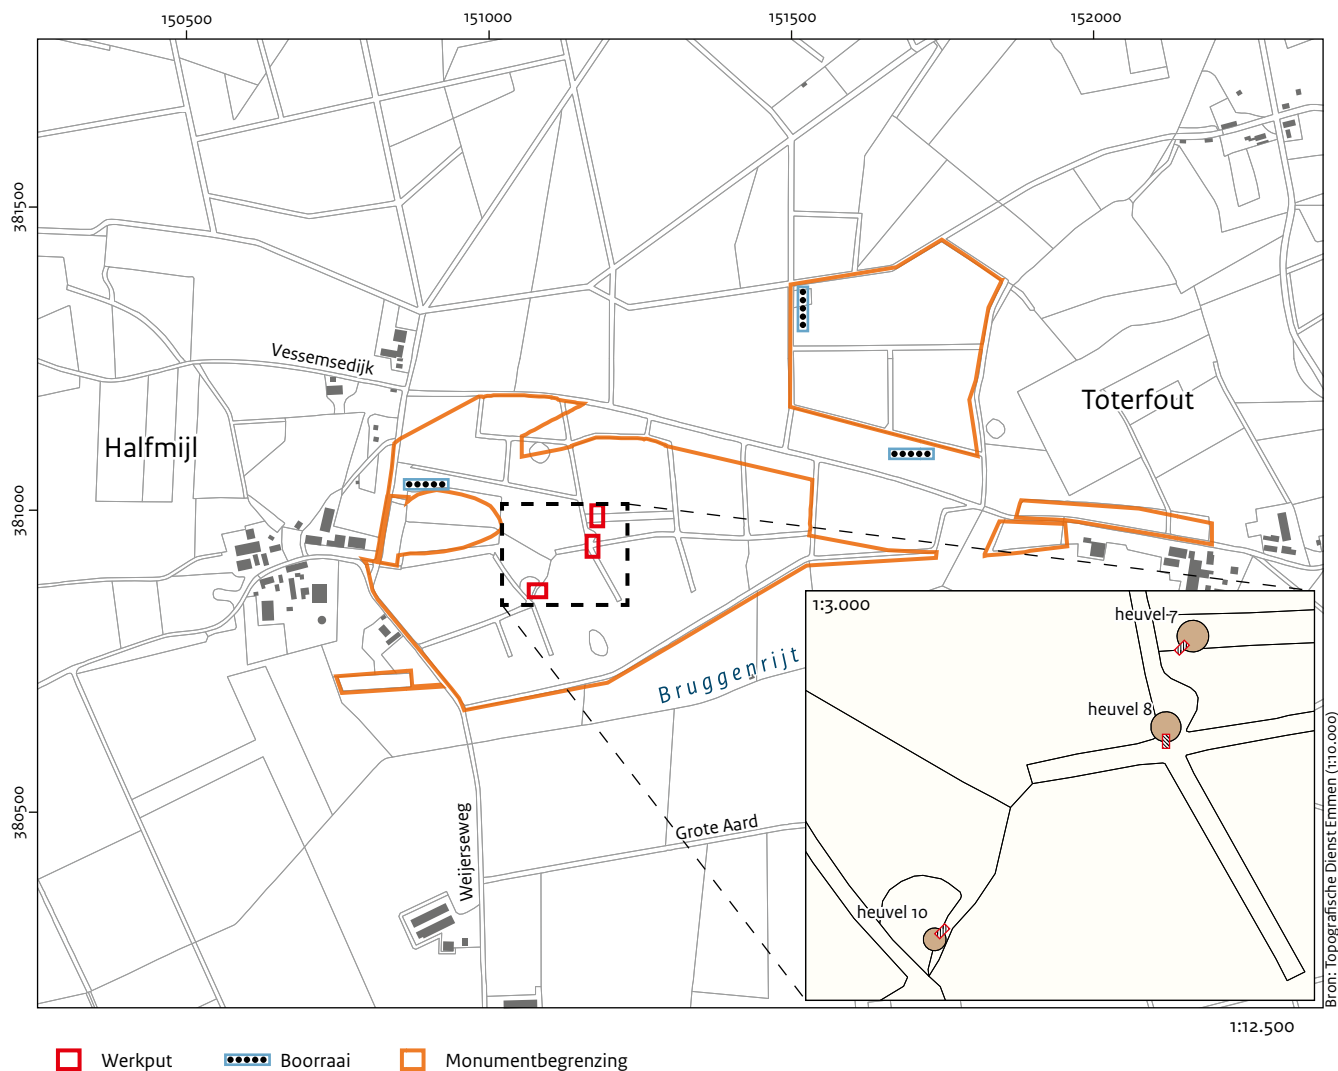 150500
151000
151500
152000
381500
381000
380500
Vessemsedijk
Halfmijl
Toterfout
Bruggenrijt
Grote Aard
Weijerseweg
1:3.000
heuvel 7
heuvel 8
heuvel 10
Bron: Topografische Dienst Emmen (1:10.000)
1:12.500
Werkput
Boorraai
Monumentbegrenzing